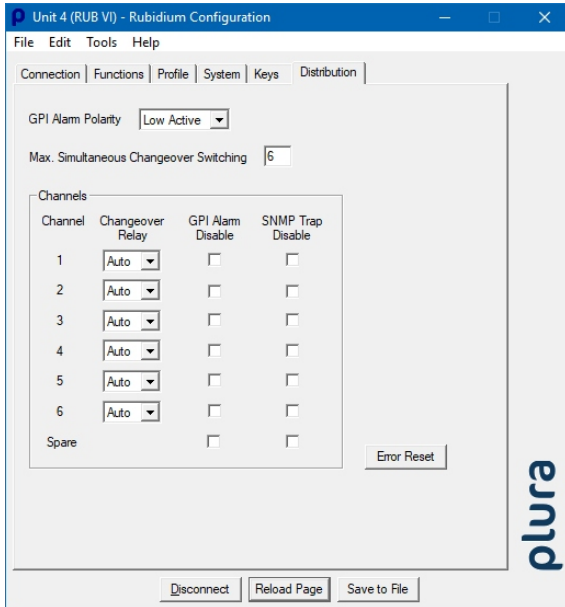 Unit 4 (RUB VI) - Rubidium Configuration
File Edit Tools Help
Connection Functions Profile System Keys Distribution
GPI Alarm Polarity Low Active
Max. Simultaneous Changeover Switching 6
Channels
Channel Changeover Relay GPI Alarm Disable SNMP Trap Disable
1 Auto
2 Auto
3 Auto
4 Auto
5 Auto
6 Auto
Spare
Error Reset
plura
Disconnect Reload Page Save to File